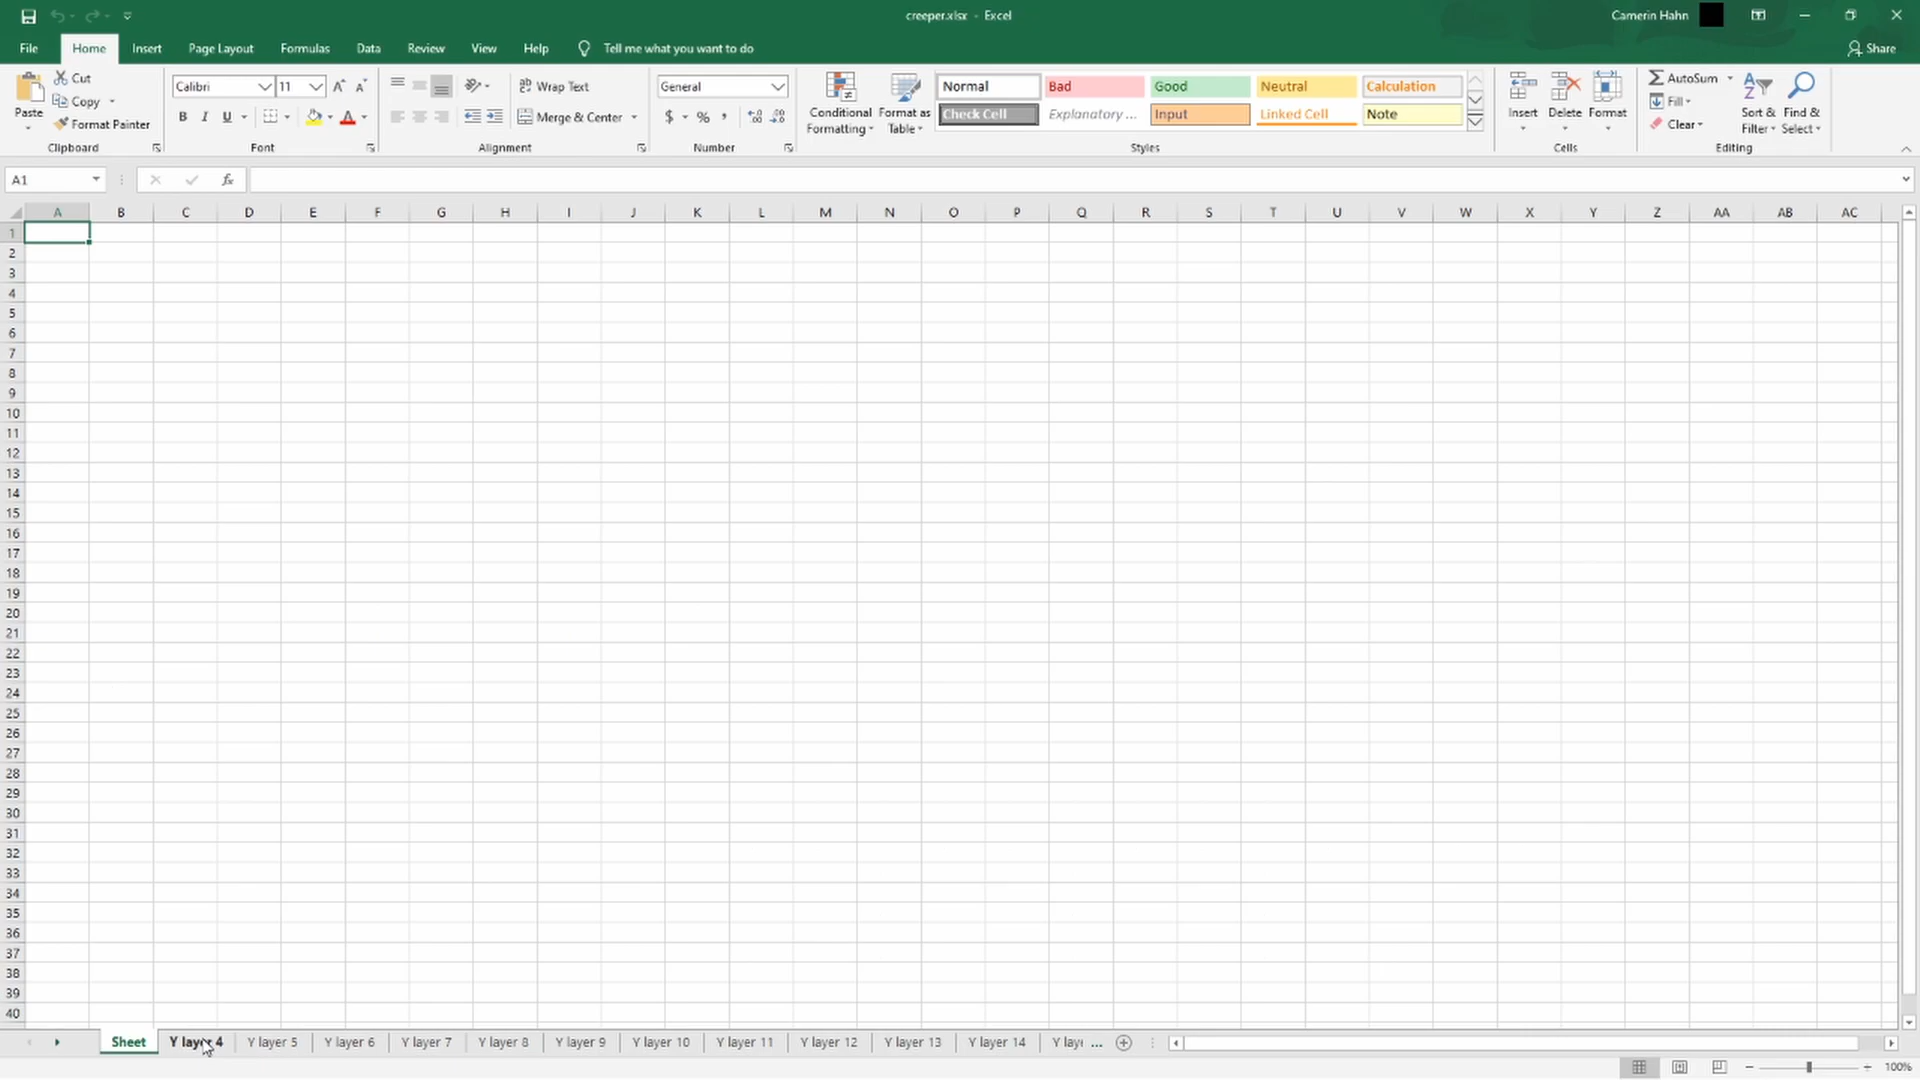 creeper.xlsx - Excel
Camerin Hahn
File Home Insert Page Layout Formulas Data Review View Help Tell me what you want to do
Share
Paste
Cut
Copy
Format Painter
Clipboard
Calibri 11
B I U
Font
Wrap Text
Merge & Center
Alignment
General
$ % ,
Number
Conditional Formatting
Format as Table
Normal Bad Good Neutral Calculation
Check Cell Explanatory ... Input Linked Cell Note
Styles
Insert Delete Format
Cells
AutoSum
Fill
Clear
Sort & Filter
Find & Select
Editing
A1
fx
A B C D E F G H I J K L M N O P Q R S T U V W X Y Z AA AB AC
1
2
3
4
5
6
7
8
9
10
11
12
13
14
15
16
17
18
19
20
21
22
23
24
25
26
27
28
29
30
31
32
33
34
35
36
37
38
39
40
Sheet Y layer 4 Y layer 5 Y layer 6 Y layer 7 Y layer 8 Y layer 9 Y layer 10 Y layer 11 Y layer 12 Y layer 13 Y layer 14 ...
100%